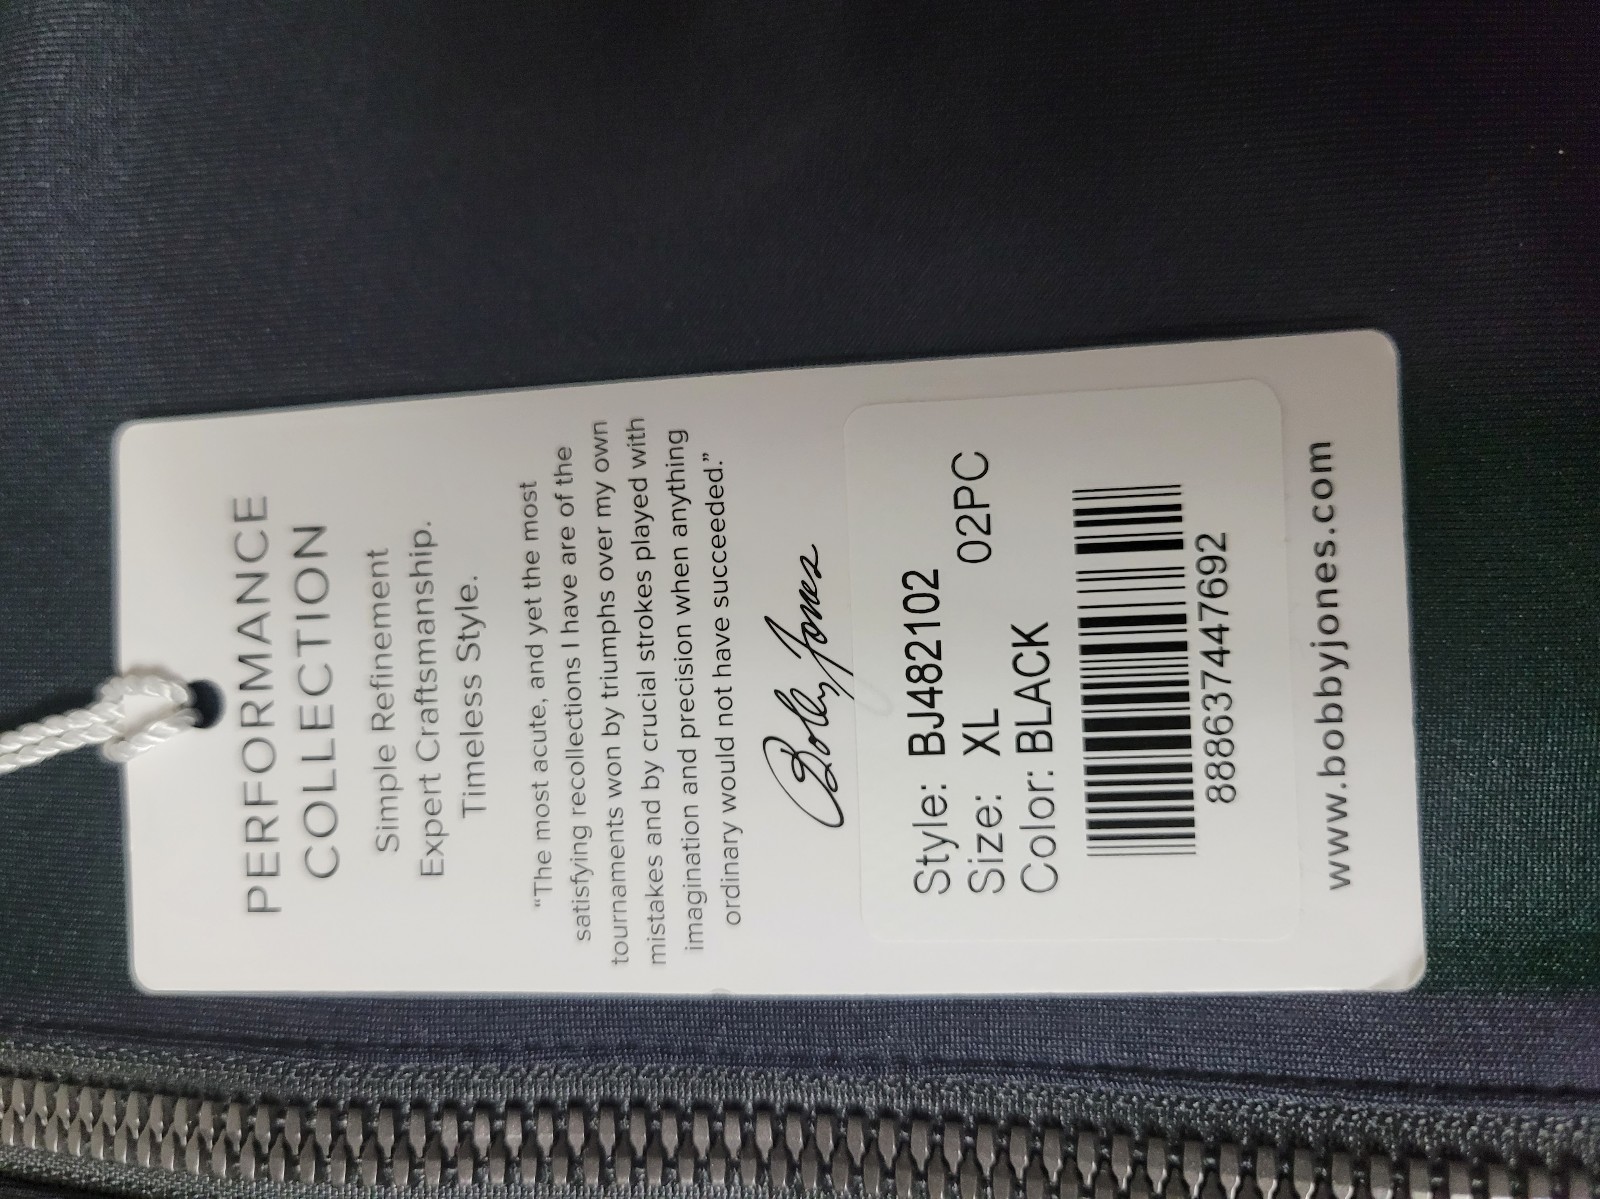 PERFORMANCE
COLLECTION
Simple Refinement
Expert Craftsmanship.
Timeless Style.
“The most acute, and yet the most
satisfying recollections I have are of the
tournaments won by triumphs over my own
mistakes and by crucial strokes played with
imagination and precision when anything
ordinary would not have succeeded.”
Bobby Jones
Style: BJ482102
Size: XL 02PC
Color: BLACK
888637447692
www.bobbyjones.com